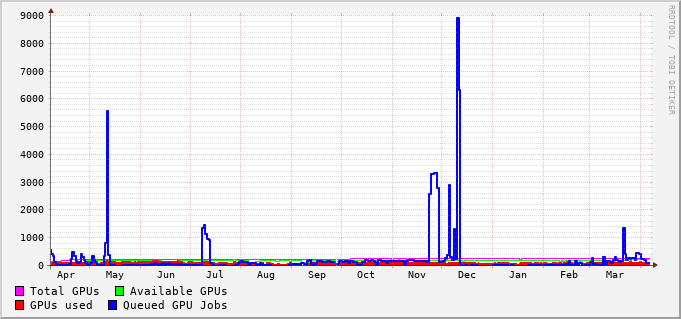 9000
8000
7000
6000
5000
4000
3000
2000
1000
0
Apr May Jun Jul Aug Sep Oct Nov Dec Jan Feb Mar
Total GPUs Available GPUs
GPUs used Queued GPU Jobs
RRDTOOL / TOBI OETIKER